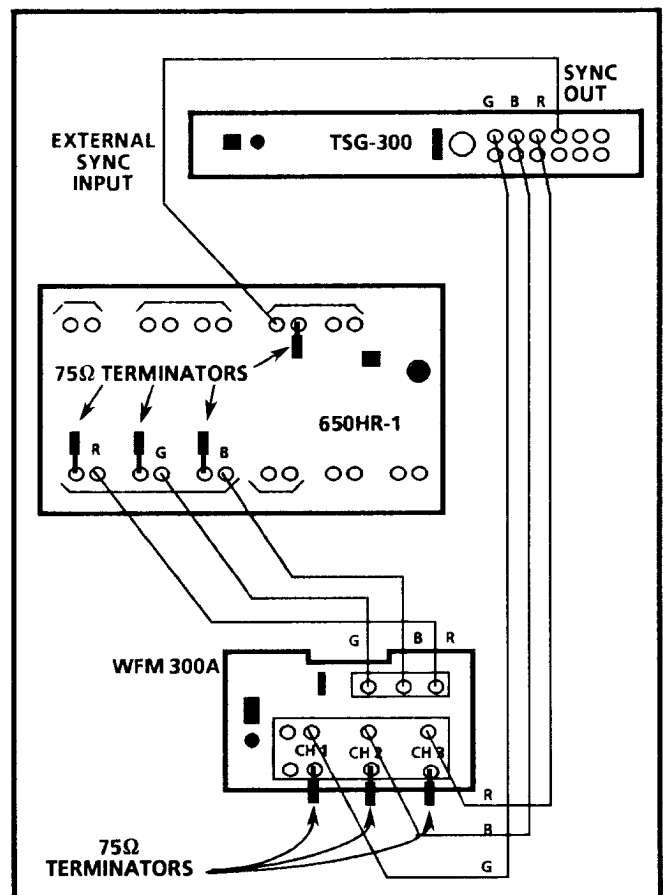 SYNC
OUT
G B R
EXTERNAL
SYNC
INPUT
TSG-300
75Ω TERMINATORS
650HR-1
R
G
B
G B R
WFM 300A
CH 1 CH 2 CH 3
R
B
G
75Ω
TERMINATORS